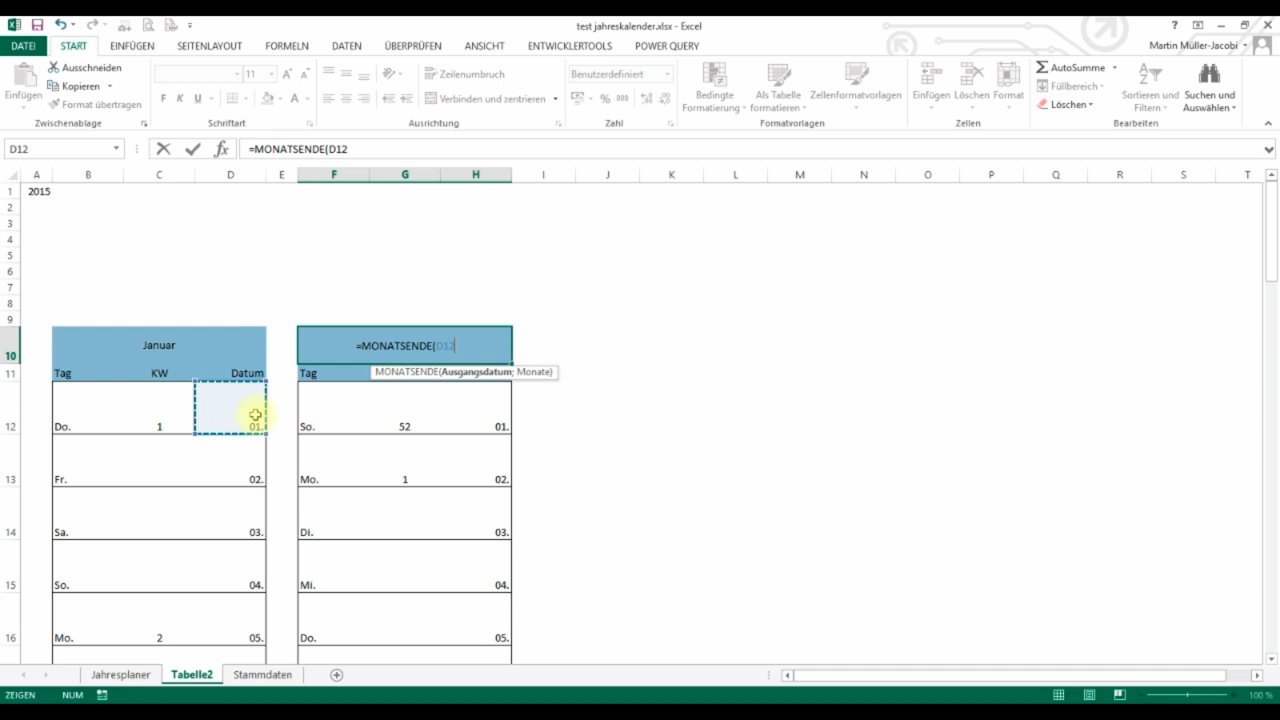 test jahreskalender.xlsx - Excel
DATEI START EINFÜGEN SEITENLAYOUT FORMELN DATEN ÜBERPRÜFEN ANSICHT ENTWICKLERTOOLS POWER QUERY
Martin Müller-Jacobi
Einfügen
Ausschneiden
Kopieren
Format übertragen
Zwischenablage
11
F K U
Schriftart
Zeilenumbruch
Verbinden und zentrieren
Ausrichtung
Benutzerdefiniert
% 000
Zahl
Bedingte Formatierung
Als Tabelle formatieren
Zellenformatvorlagen
Formatvorlagen
Einfügen Löschen Format
Zellen
AutoSumme
Füllbereich
Löschen
Sortieren und Filtern
Suchen und Auswählen
Bearbeiten
D12
fx
=MONATSENDE(D12
A B C D E F G H I J K L M N O P Q R S T
1 2015
2
3
4
5
6
7
8
9
10 Januar =MONATSENDE(D12
11 Tag KW Datum Tag
MONATSENDE(Ausgangsdatum; Monate)
12 Do. 1 01. So. 52 01.
13 Fr. 02. Mo. 1 02.
14 Sa. 03. Di. 03.
15 So. 04. Mi. 04.
16 Mo. 2 05. Do. 05.
Jahresplaner Tabelle2 Stammdaten
ZEIGEN NUM
100 %